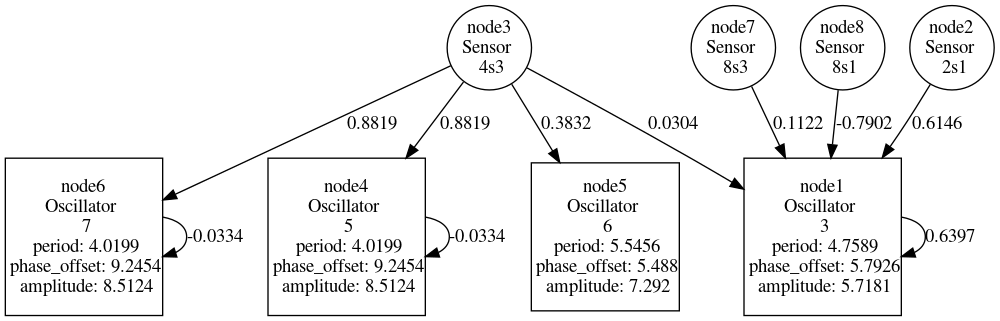 node3
Sensor
4s3
node7
Sensor
8s3
node8
Sensor
8s1
node2
Sensor
2s1
0.8819
0.8819
0.3832
0.0304
0.1122
-0.7902
0.6146
node6
Oscillator
7
period: 4.0199
phase_offset: 9.2454
amplitude: 8.5124
-0.0334
node4
Oscillator
5
period: 4.0199
phase_offset: 9.2454
amplitude: 8.5124
-0.0334
node5
Oscillator
6
period: 5.5456
phase_offset: 5.488
amplitude: 7.292
node1
Oscillator
3
period: 4.7589
phase_offset: 5.7926
amplitude: 5.7181
0.6397